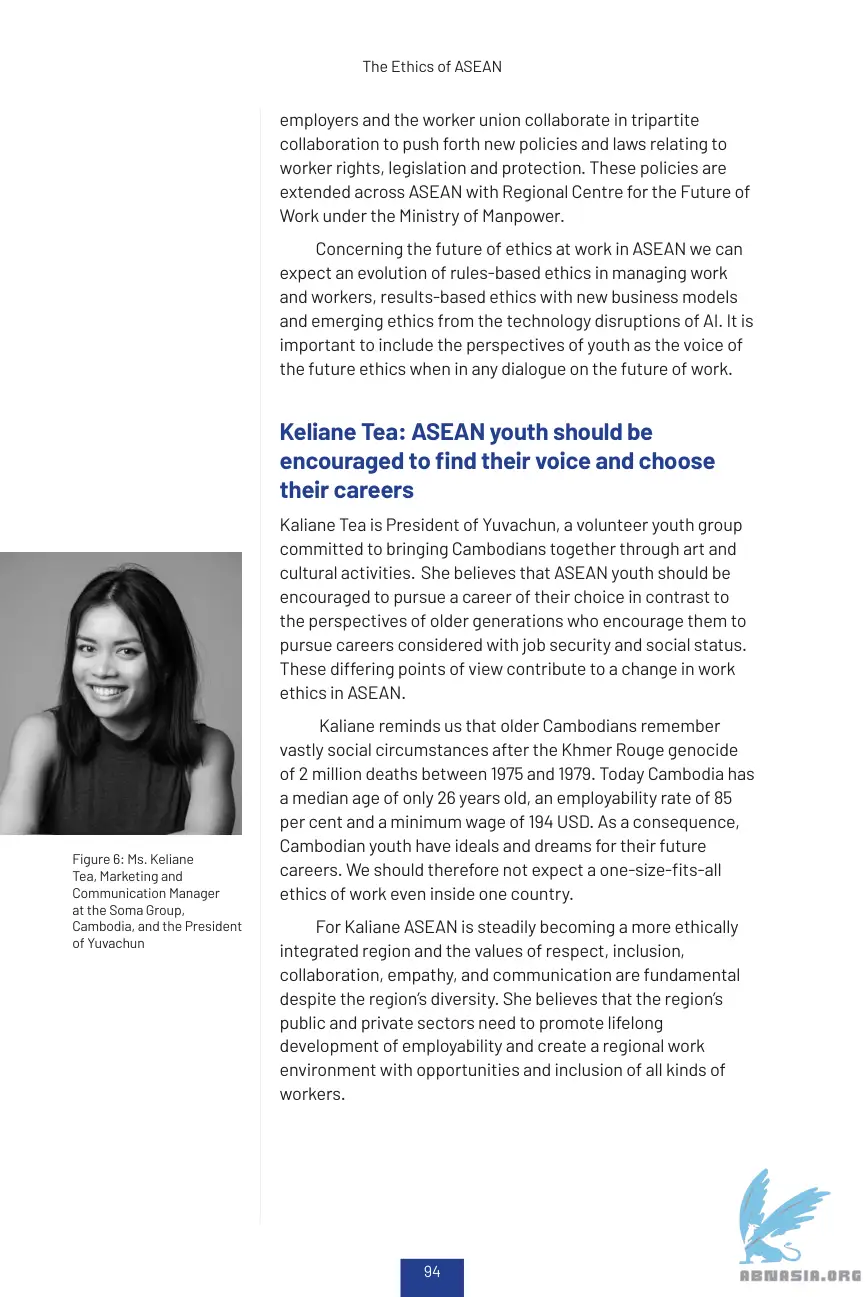 The Ethics of ASEAN
employers and the worker union collaborate in tripartite
collaboration to push forth new policies and laws relating to
worker rights, legislation and protection. These policies are
extended across ASEAN with Regional Centre for the Future of
Work under the Ministry of Manpower.
Concerning the future of ethics at work in ASEAN we can
expect an evolution of rules-based ethics in managing work
and workers, results-based ethics with new business models
and emerging ethics from the technology disruptions of AI. It is
important to include the perspectives of youth as the voice of
the future ethics when in any dialogue on the future of work.
Keliane Tea: ASEAN youth should be
encouraged to find their voice and choose
their careers
Kaliane Tea is President of Yuvachun, a volunteer youth group
committed to bringing Cambodians together through art and
cultural activities. She believes that ASEAN youth should be
encouraged to pursue a career of their choice in contrast to
the perspectives of older generations who encourage them to
pursue careers considered with job security and social status.
These differing points of view contribute to a change in work
ethics in ASEAN.
Kaliane reminds us that older Cambodians remember
vastly social circumstances after the Khmer Rouge genocide
of 2 million deaths between 1975 and 1979. Today Cambodia has
a median age of only 26 years old, an employability rate of 85
per cent and a minimum wage of 194 USD. As a consequence,
Cambodian youth have ideals and dreams for their future
careers. We should therefore not expect a one-size-fits-all
ethics of work even inside one country.
For Kaliane ASEAN is steadily becoming a more ethically
integrated region and the values of respect, inclusion,
collaboration, empathy, and communication are fundamental
despite the region's diversity. She believes that the region's
public and private sectors need to promote lifelong
development of employability and create a regional work
environment with opportunities and inclusion of all kinds of
workers.
Figure 6: Ms. Keliane
Tea, Marketing and
Communication Manager
at the Soma Group,
Cambodia, and the President
of Yuvachun
94
ABNASIA.ORG